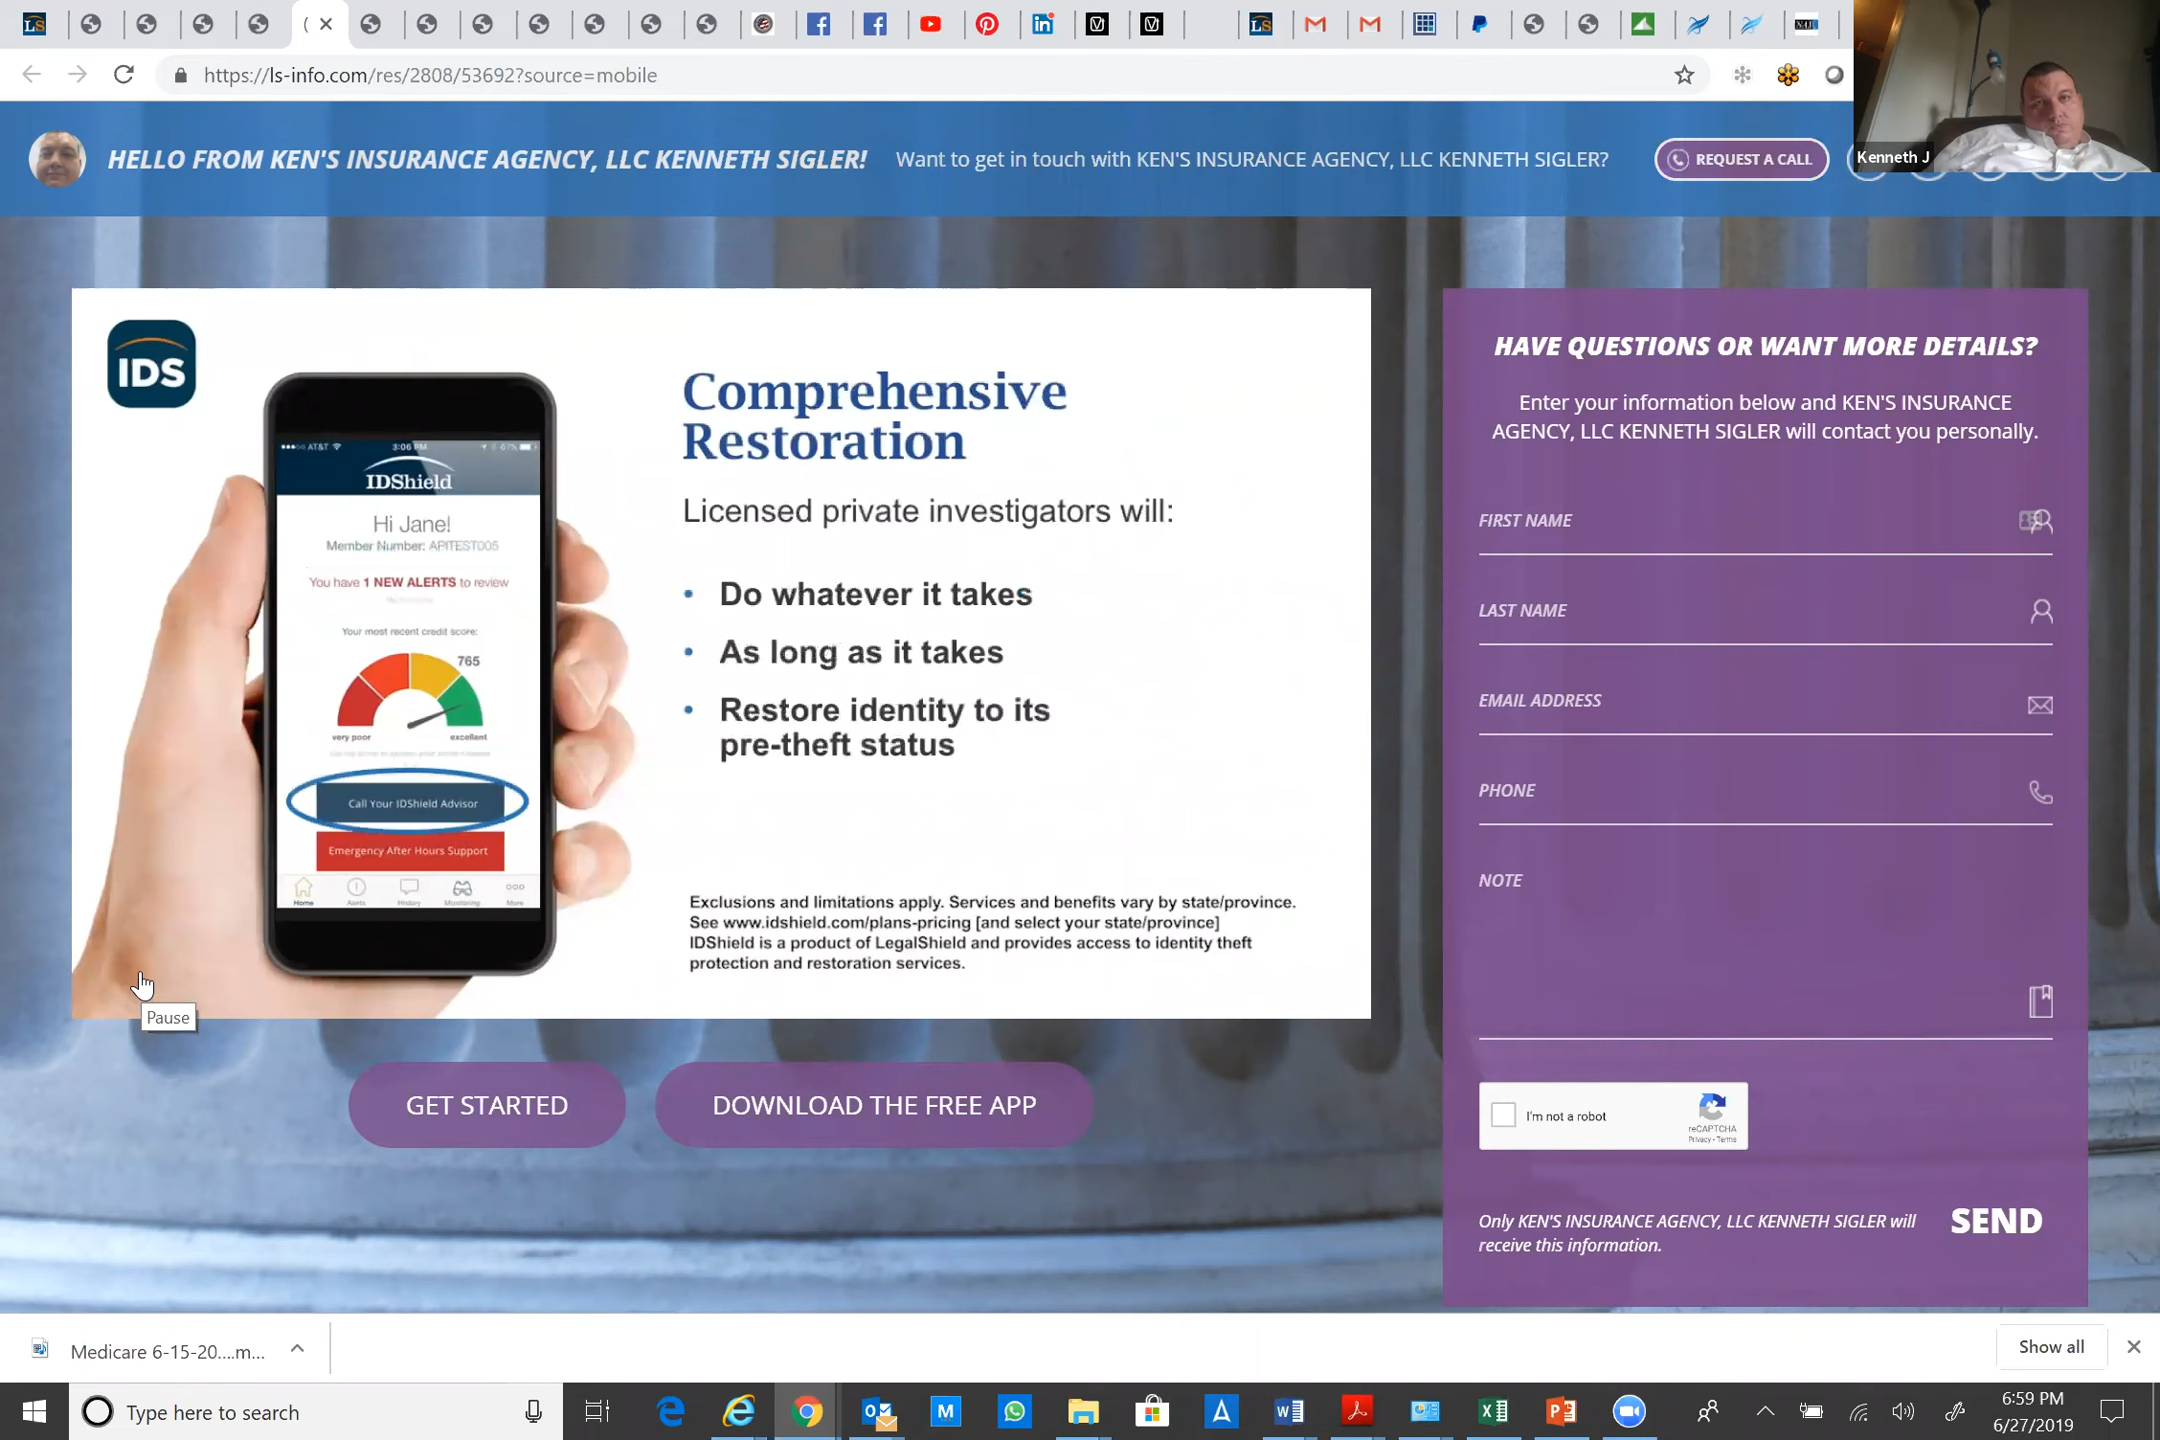 https://ls-info.com/res/2808/53692?source=mobile
HELLO FROM KEN'S INSURANCE AGENCY, LLC KENNETH SIGLER!
Want to get in touch with KEN'S INSURANCE AGENCY, LLC KENNETH SIGLER?
REQUEST A CALL
Kenneth J
IDS
AT&T
3:06 PM
67%
IDShield
Hi Jane!
Member Number: APITEST005
You have 1 NEW ALERTS to review
Your most recent credit score:
765
very poor
excellent
Call Your IDShield Advisor
Emergency After Hours Support
Home
Alerts
History
Monitoring
More
Comprehensive
Restoration
Licensed private investigators will:
• Do whatever it takes
• As long as it takes
• Restore identity to its
pre-theft status
Exclusions and limitations apply. Services and benefits vary by state/province.
See www.idshield.com/plans-pricing [and select your state/province]
IDShield is a product of LegalShield and provides access to identity theft
protection and restoration services.
Pause
GET STARTED
DOWNLOAD THE FREE APP
HAVE QUESTIONS OR WANT MORE DETAILS?
Enter your information below and KEN'S INSURANCE
AGENCY, LLC KENNETH SIGLER will contact you personally.
FIRST NAME
LAST NAME
EMAIL ADDRESS
PHONE
NOTE
I'm not a robot
reCAPTCHA
Privacy - Terms
Only KEN'S INSURANCE AGENCY, LLC KENNETH SIGLER will
receive this information.
SEND
Medicare 6-15-20....m...
Show all
Type here to search
6:59 PM
6/27/2019